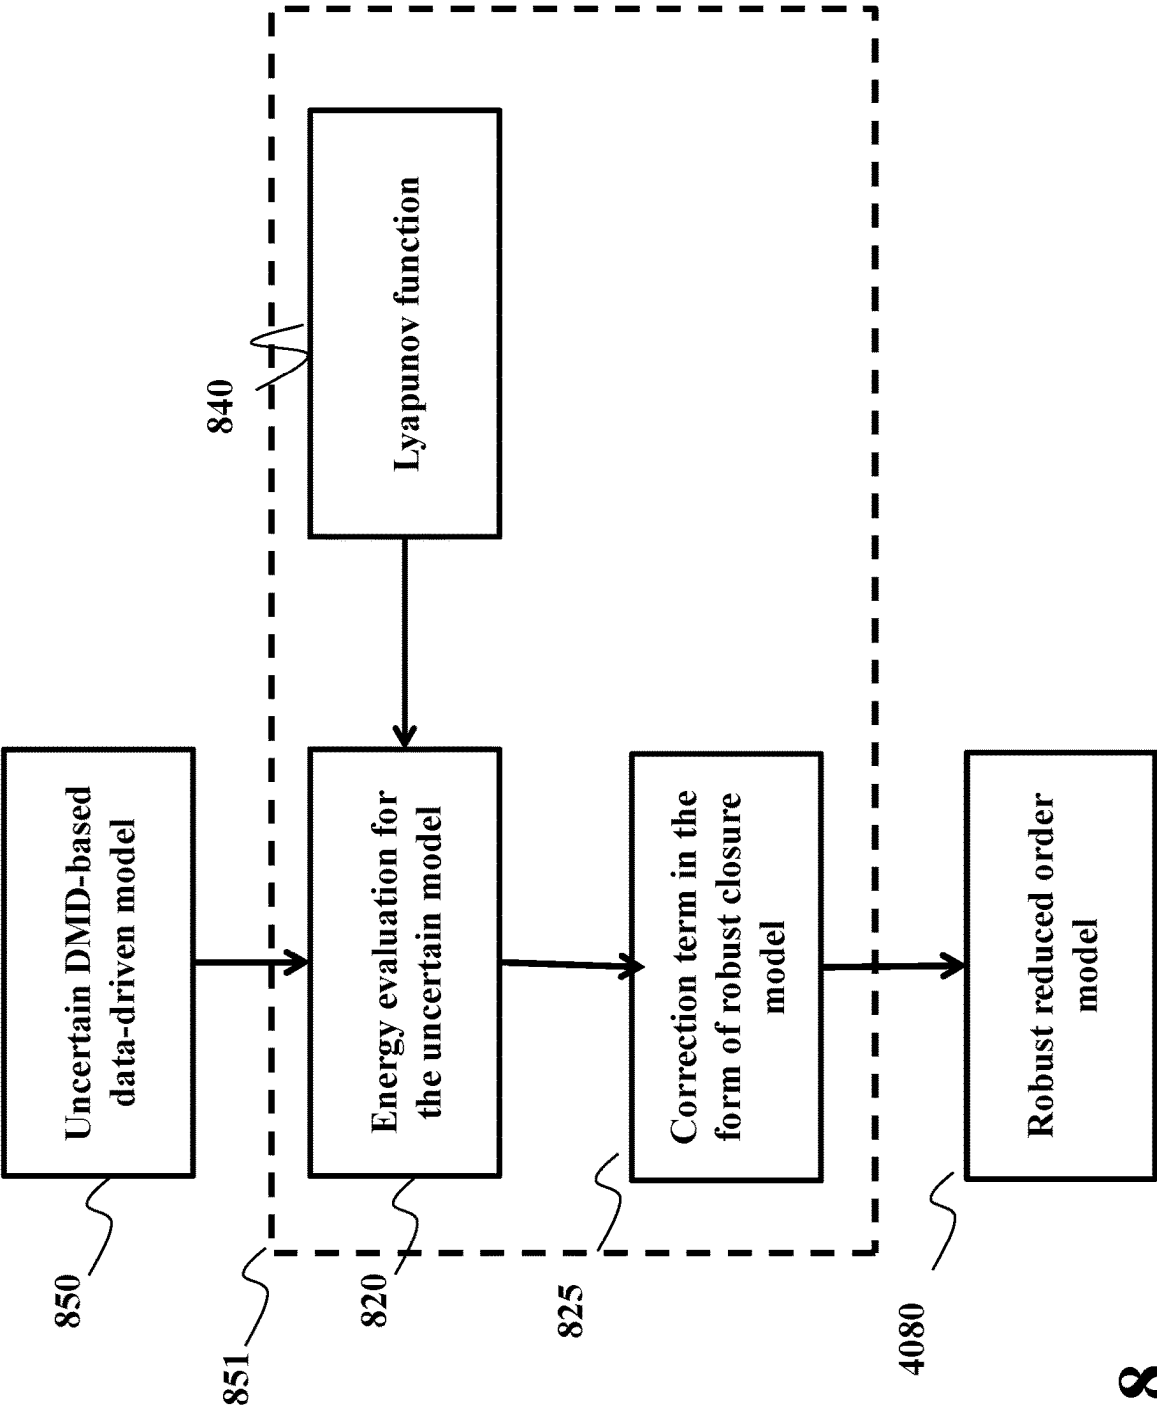 850
Uncertain DMD-based
data-driven model
851
840
Lyapunov function
820
Energy evaluation for
the uncertain model
825
Correction term in the
form of robust closure
model
4080
Robust reduced order
model
8